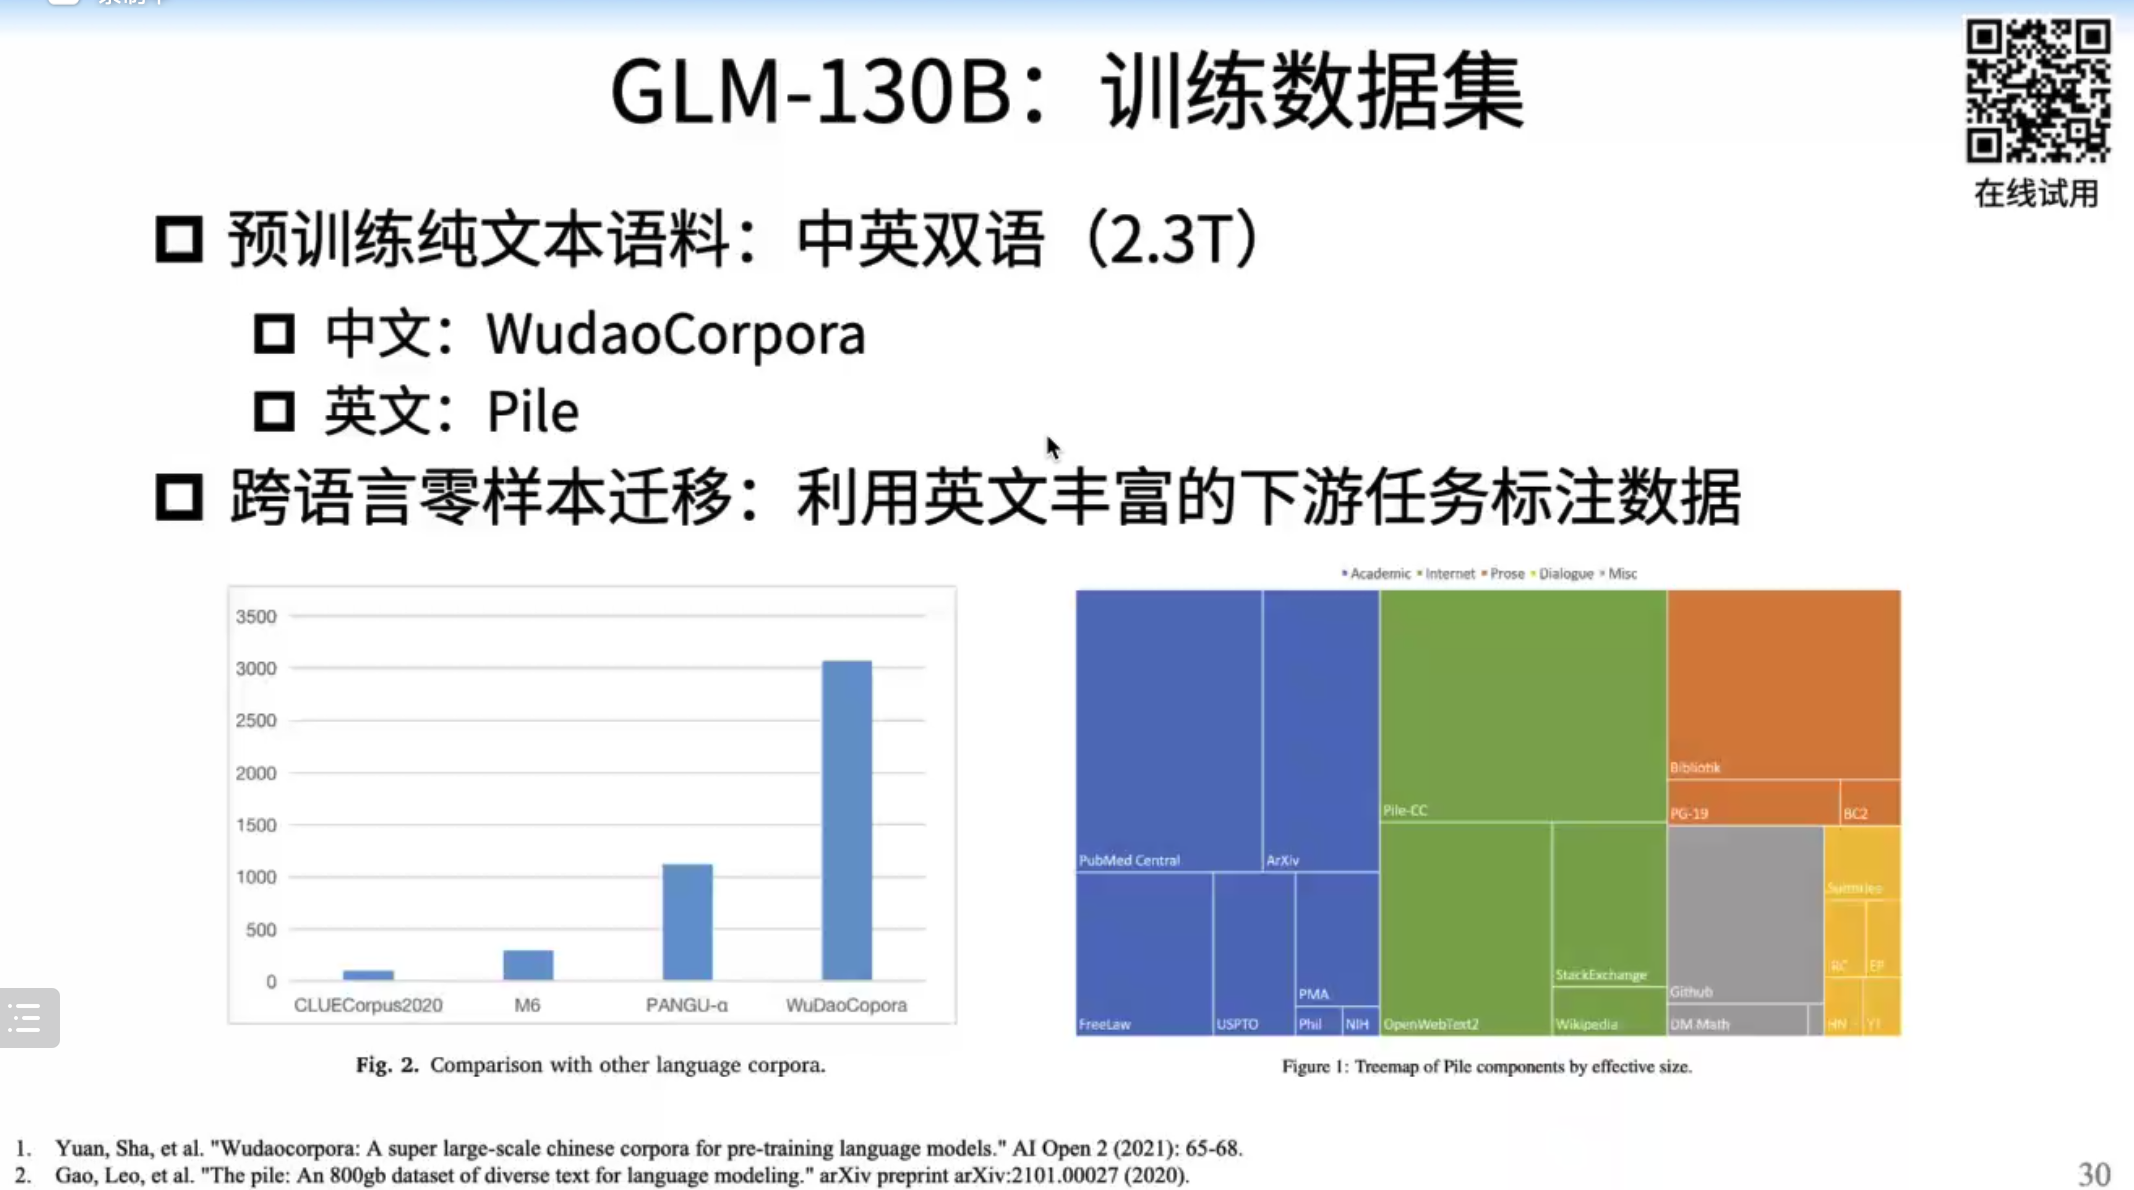 GLM-130B：训练数据集
在线试用
预训练纯文本语料：中英双语（2.3T）
中文：WudaoCorpora
英文：Pile
跨语言零样本迁移：利用英文丰富的下游任务标注数据
3500
3000
2500
2000
1500
1000
500
0
CLUECorpus2020 M6 PANGU-α WuDaoCopora
Fig. 2. Comparison with other language corpora.
Academic Internet Prose Dialogue Misc
Bibliotik
Pile-CC
PG-19 BC2
PubMed Central ArXiv
Subtitles
IRC EP
StackExchange
PMA
Github
FreeLaw USPTO Phil NIH OpenWebText2 Wikipedia DM Math HN YT
Figure 1: Treemap of Pile components by effective size.
1. Yuan, Sha, et al. "Wudaocorpora: A super large-scale chinese corpora for pre-training language models." AI Open 2 (2021): 65-68.
2. Gao, Leo, et al. "The pile: An 800gb dataset of diverse text for language modeling." arXiv preprint arXiv:2101.00027 (2020).
30